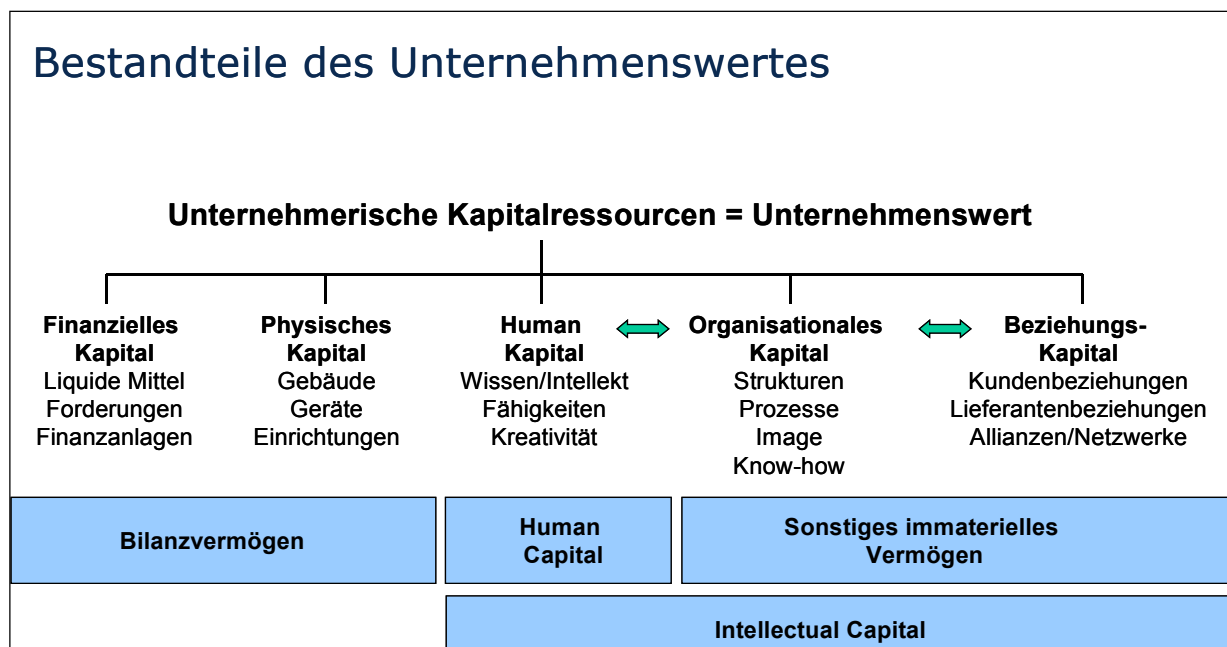 Bestandteile des Unternehmenswertes
Unternehmerische Kapitalressourcen = Unternehmenswert
Finanzielles
Kapital
Liquide Mittel
Forderungen
Finanzanlagen
Physisches
Kapital
Gebäude
Geräte
Einrichtungen
Human
Kapital
Wissen/Intellekt
Fähigkeiten
Kreativität
Organisationales
Kapital
Strukturen
Prozesse
Image
Know-how
Beziehungs-
Kapital
Kundenbeziehungen
Lieferantenbeziehungen
Allianzen/Netzwerke
Bilanzvermögen
Human
Capital
Sonstiges immaterielles
Vermögen
Intellectual Capital